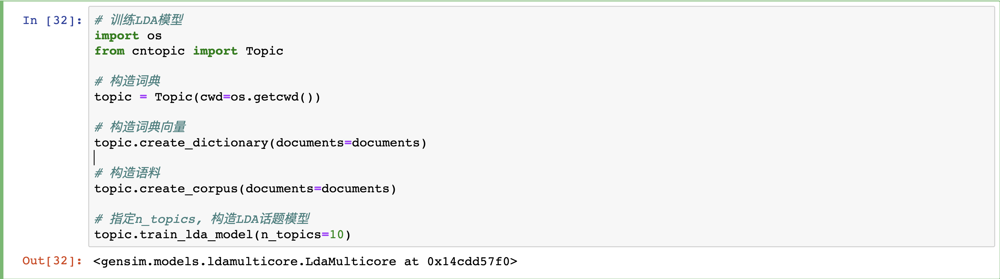 In [32]:
# 训练LDA模型
import os
from cntopic import Topic
# 构造词典
topic = Topic(cwd=os.getcwd())
# 构造词典向量
topic.create_dictionary(documents=documents)
# 构造语料
topic.create_corpus(documents=documents)
# 指定n_topics, 构造LDA话题模型
topic.train_lda_model(n_topics=10)
Out[32]: <gensim.models.ldamulticore.LdaMulticore at 0x14cdd57f0>